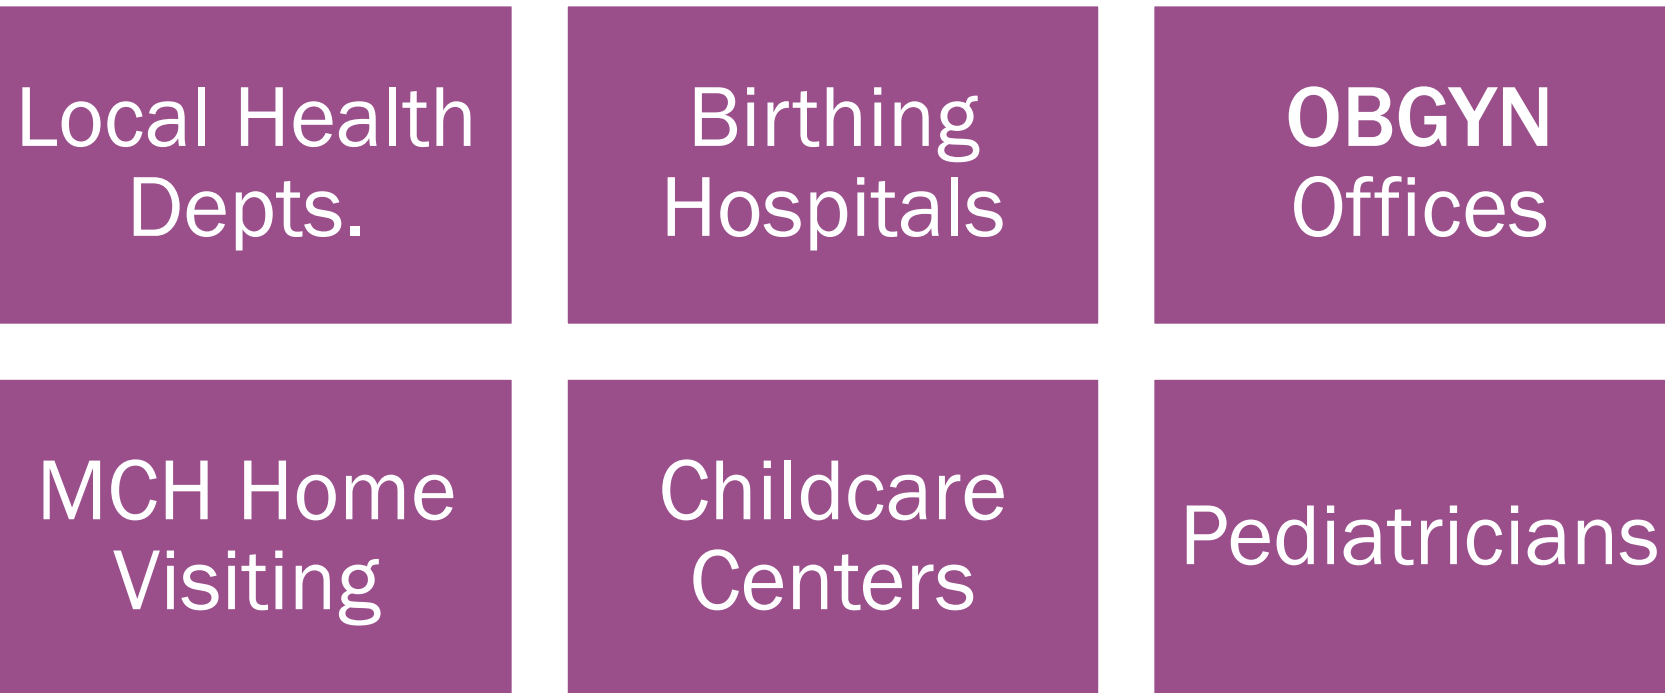 Local Health
Depts.
Birthing
Hospitals
OBGYN
Offices
MCH Home
Visiting
Childcare
Centers
Pediatricians